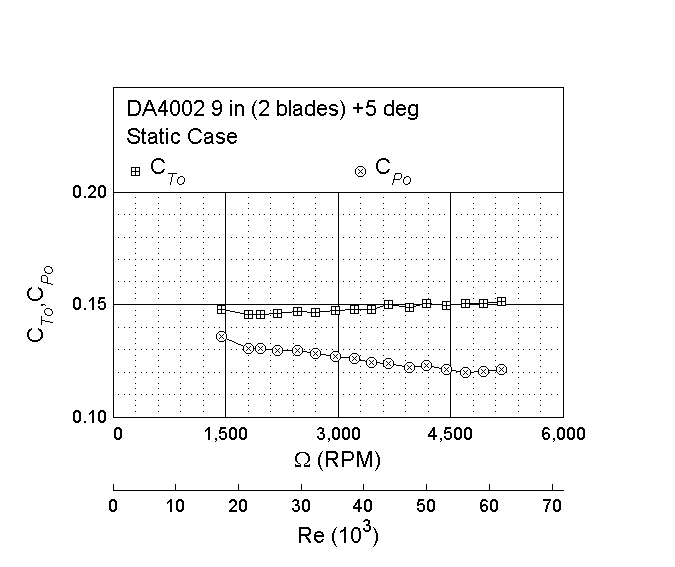 DA4002 9 in (2 blades) +5 deg
Static Case
C_To C_Po
0.20
0.15
0.10
C_To, C_Po
0 1,500 3,000 4,500 6,000
Ω (RPM)
0 10 20 30 40 50 60 70
Re (10^3)